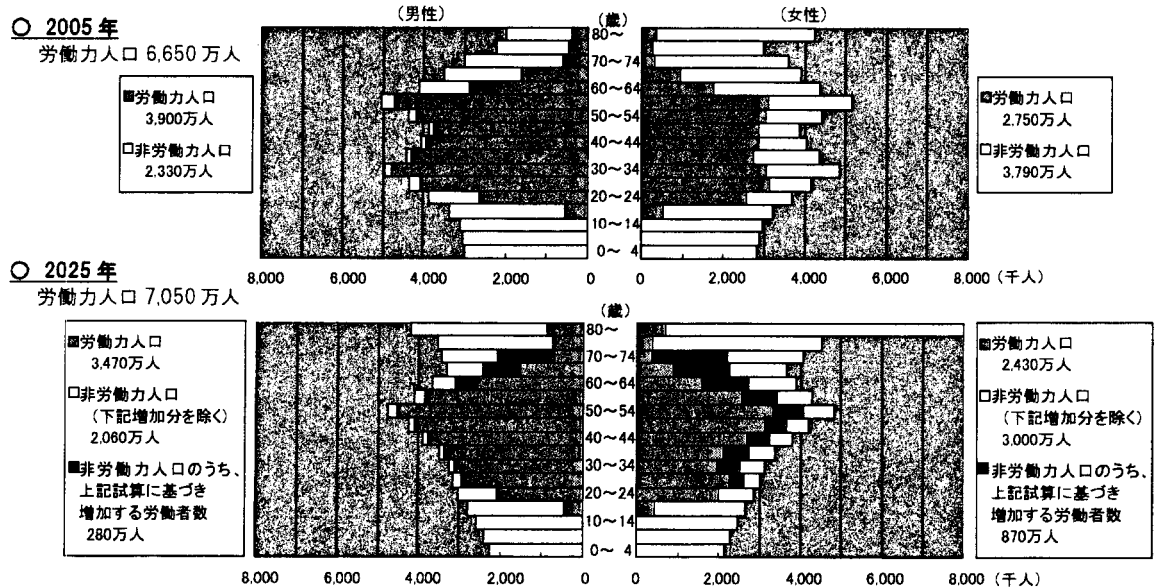 (男性) (歳) (女性)
○ 2005年
労働力人口 6,650万人
■労働力人口
3,900万人
□非労働力人口
2,330万人
80~
70~74
60~64
50~54
40~44
30~34
20~24
10~14
0~ 4
■労働力人口
2,750万人
□非労働力人口
3,790万人
8,000 6,000 4,000 2,000 0 0 2,000 4,000 6,000 8,000 (千人)
○ 2025年
労働力人口 7,050万人
(歳)
■労働力人口
3,470万人
□非労働力人口
(下記増加分を除く)
2,060万人
■非労働力人口のうち、
上記試算に基づき
増加する労働者数
280万人
80~
70~74
60~64
50~54
40~44
30~34
20~24
10~14
0~ 4
■労働力人口
2,430万人
□非労働力人口
(下記増加分を除く)
3,000万人
■非労働力人口のうち、
上記試算に基づき
増加する労働者数
870万人
8,000 6,000 4,000 2,000 0 0 2,000 4,000 6,000 8,000 (千人)